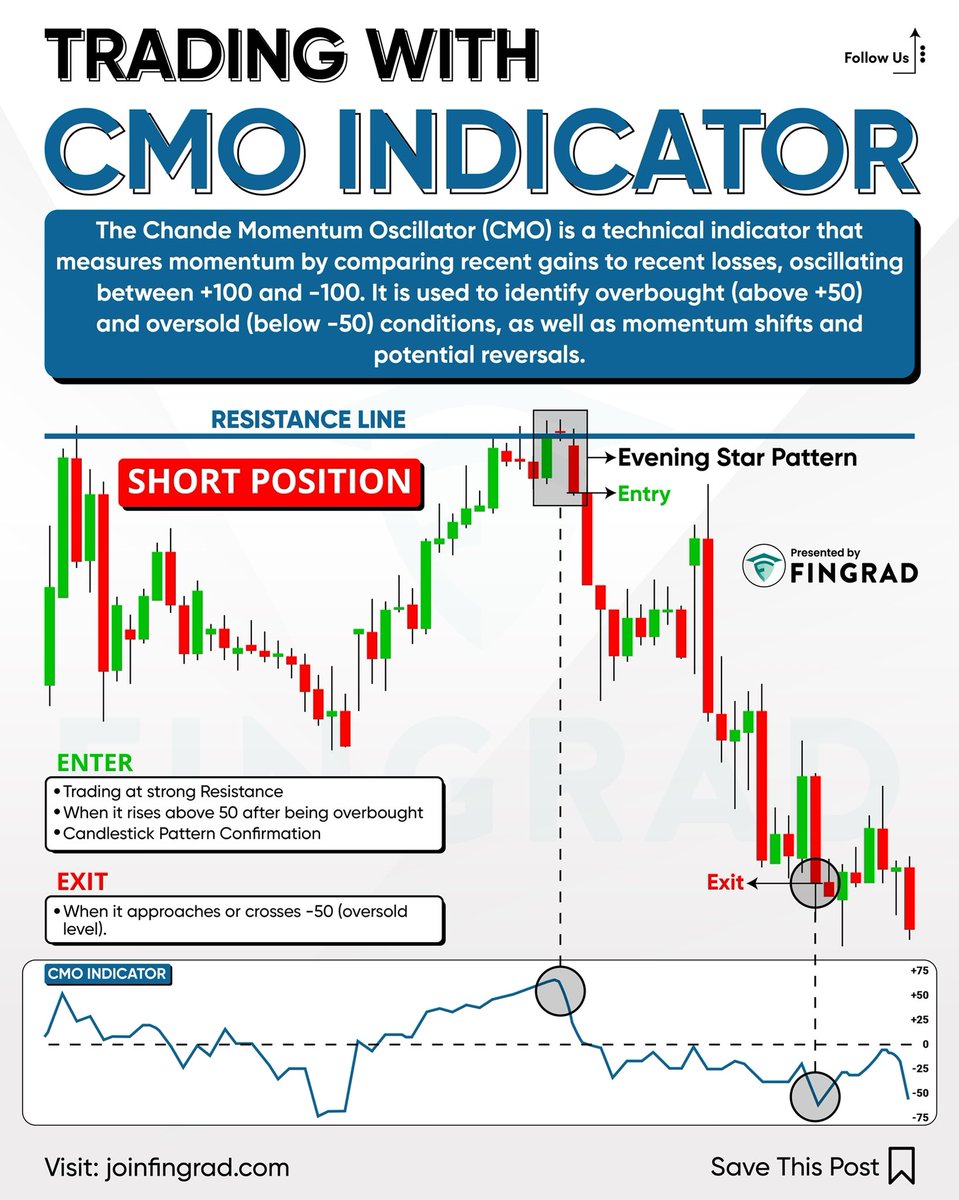 TRADING WITH
Follow Us
CMO INDICATOR
The Chande Momentum Oscillator (CMO) is a technical indicator that
measures momentum by comparing recent gains to recent losses, oscillating
between +100 and -100. It is used to identify overbought (above +50)
and oversold (below -50) conditions, as well as momentum shifts and
potential reversals.
RESISTANCE LINE
SHORT POSITION
Evening Star Pattern
Entry
Presented by
FINGRAD
FINGRAD
ENTER
• Trading at strong Resistance
• When it rises above 50 after being overbought
• Candlestick Pattern Confirmation
EXIT
• When it approaches or crosses -50 (oversold
level).
Exit
CMO INDICATOR
+75
+50
+25
0
-25
-50
-75
Visit: joinfingrad.com
Save This Post